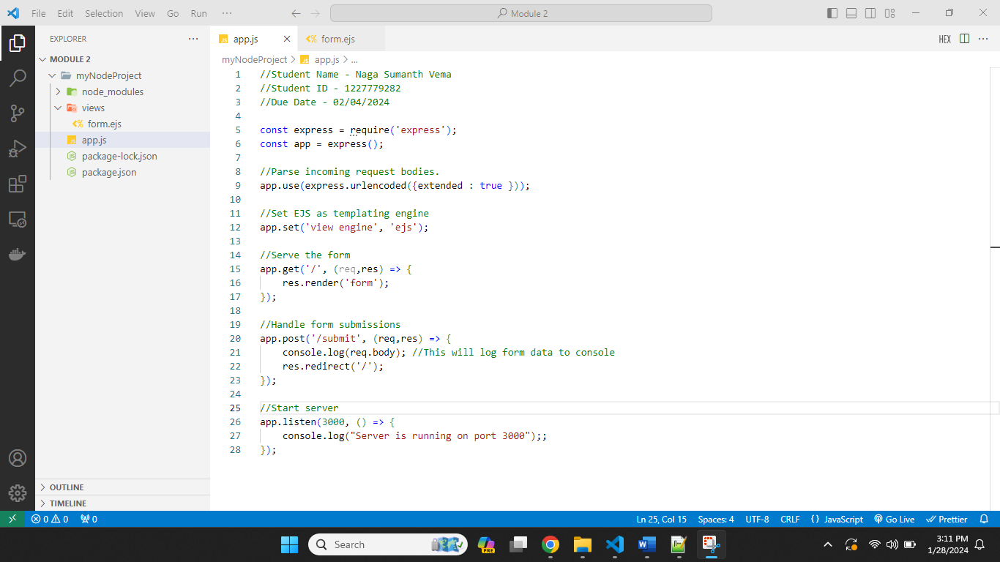 File Edit Selection View Go Run ··· Module 2
EXPLORER ···
MODULE 2
myNodeProject
node_modules
views
<% form.ejs
JS app.js
package-lock.json
package.json
OUTLINE
TIMELINE
JS app.js <% form.ejs HEX ···
myNodeProject > JS app.js > ...
1 //Student Name - Naga Sumanth Vema
2 //Student ID - 1227779282
3 //Due Date - 02/04/2024
4
5 const express = require('express');
6 const app = express();
7
8 //Parse incoming request bodies.
9 app.use(express.urlencoded({extended : true }));
10
11 //Set EJS as templating engine
12 app.set('view engine', 'ejs');
13
14 //Serve the form
15 app.get('/', (req,res) => {
16     res.render('form');
17 });
18
19 //Handle form submissions
20 app.post('/submit', (req,res) => {
21     console.log(req.body); //This will log form data to console
22     res.redirect('/');
23 });
24
25 //Start server
26 app.listen(3000, () => {
27     console.log("Server is running on port 3000");;
28 });
0 0 0 Ln 25, Col 15 Spaces: 4 UTF-8 CRLF {} JavaScript Go Live Prettier
Search PRE 3:11 PM
1/28/2024